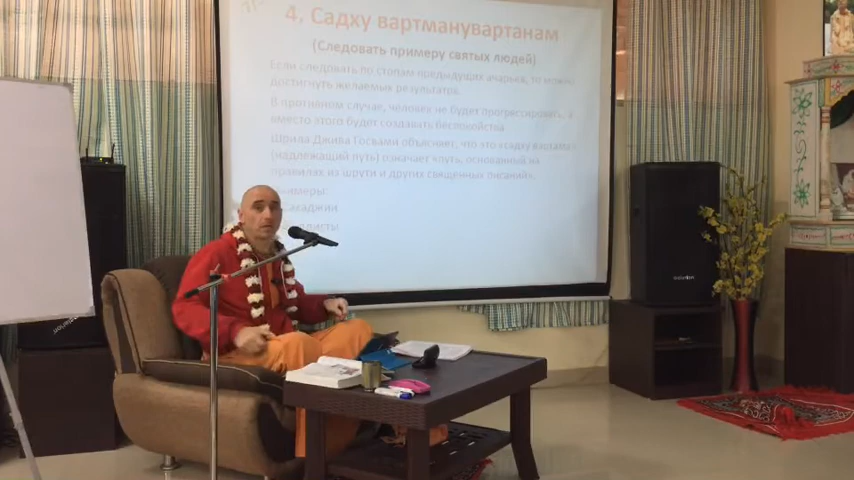 4. Садху вартманувартанам
(Следовать примеру святых людей)
Если следовать по стопам предыдущих ачарьев, то можно
достигнуть желаемых результатов.
В противном случае, человек не будет прогрессировать, а
вместо этого будет создавать беспокойства.
Шрила Джива Госвами объясняет, что это «садху вартма»
(надлежащий путь) означает «путь, основанный на
правилах из шрути и других священных писаний».